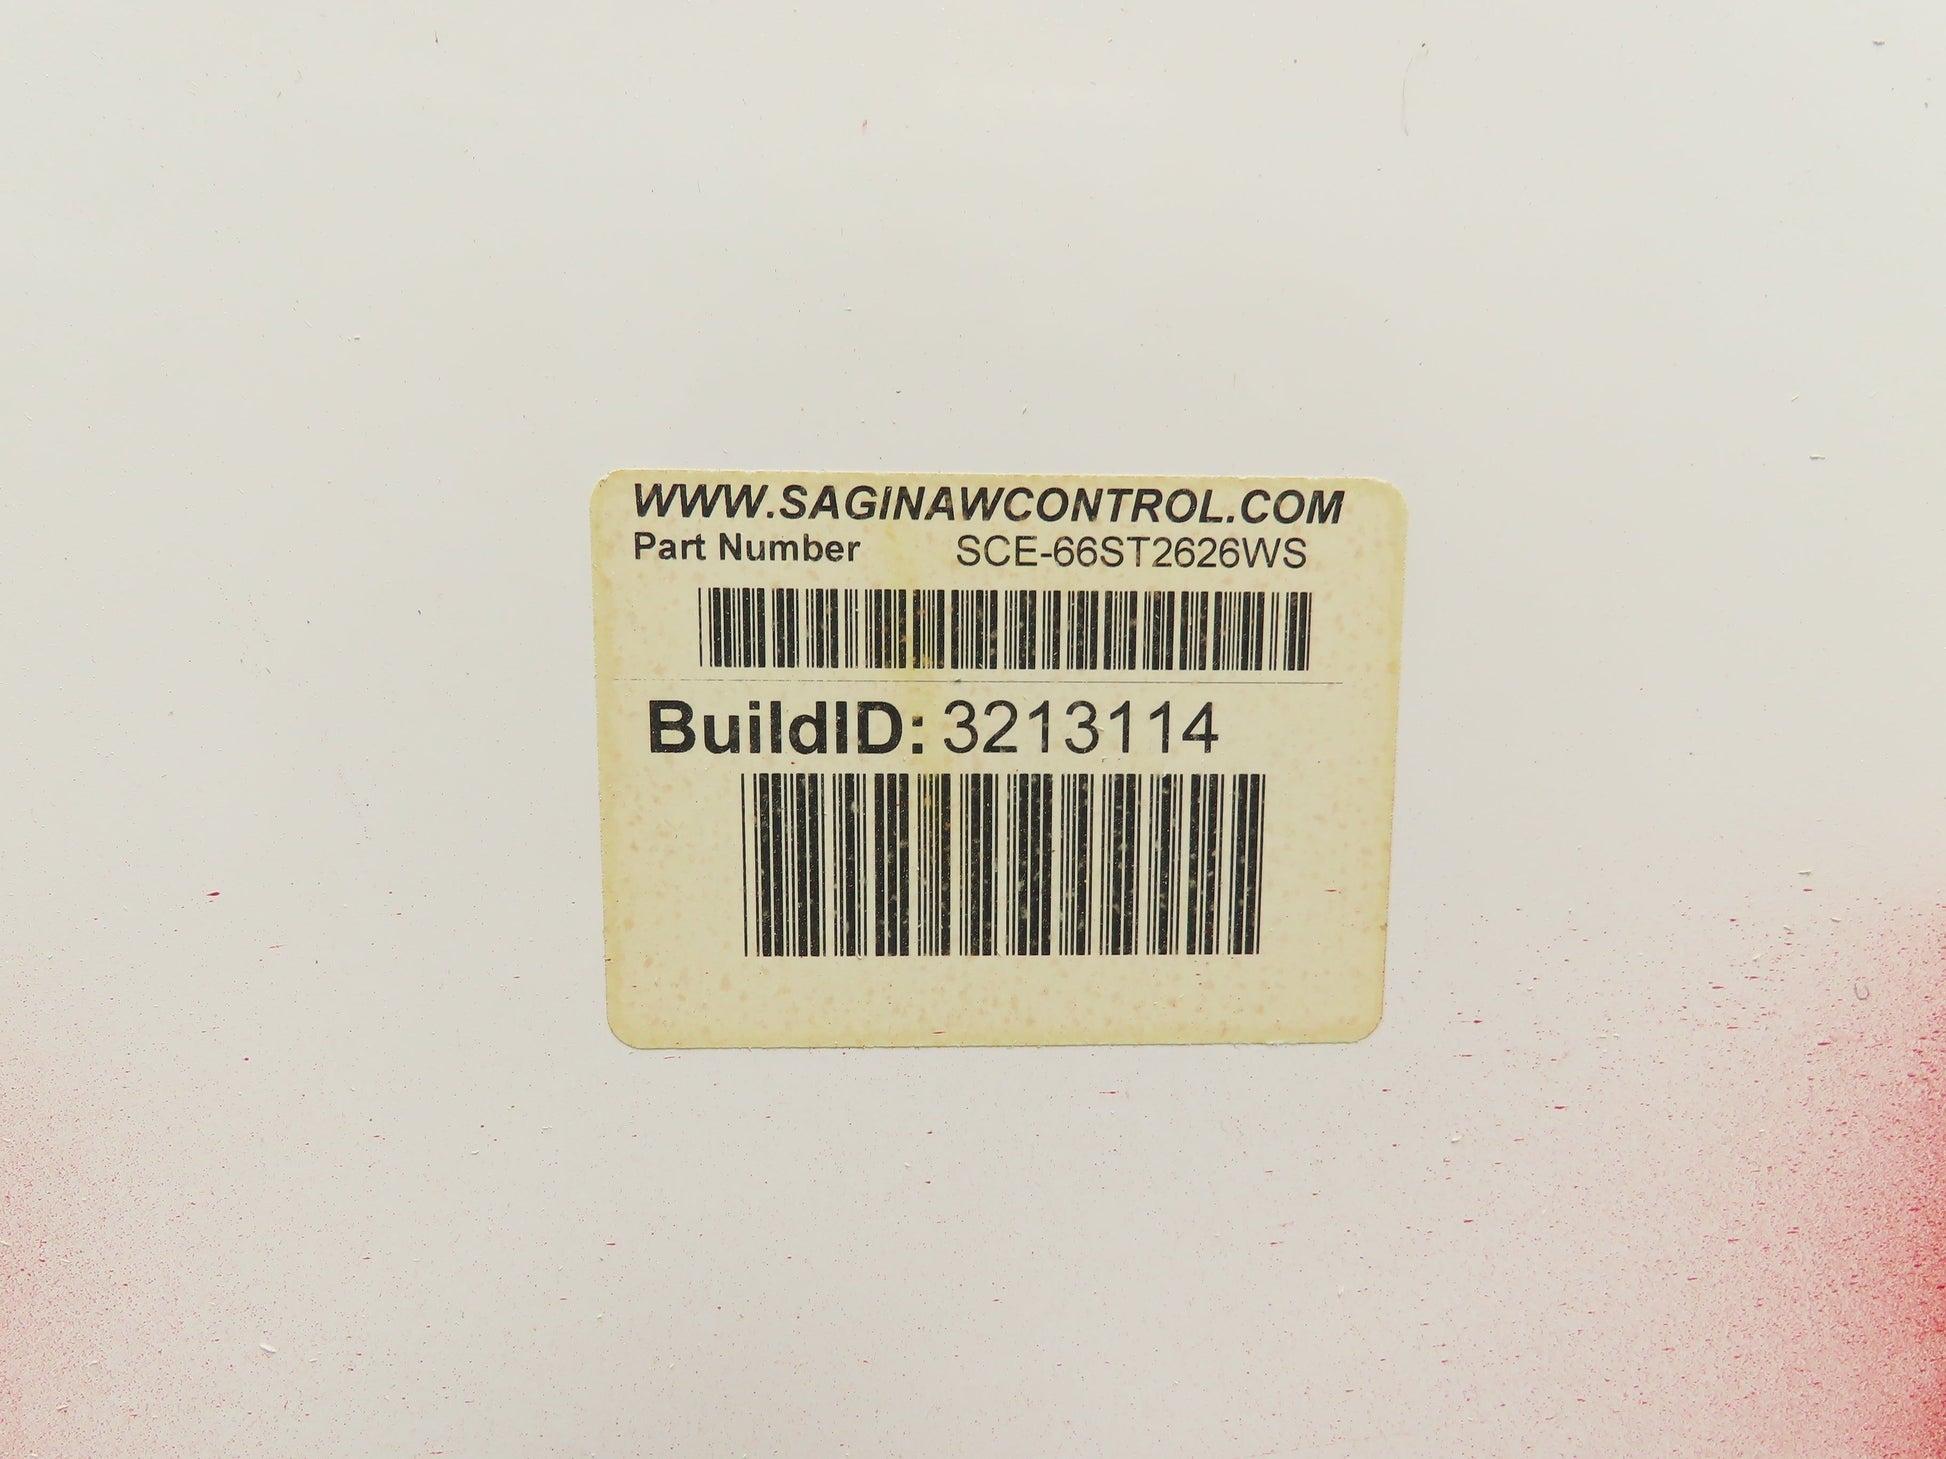 WWW.SAGINAWCONTROL.COM
Part Number SCE-66ST2626WS
BuildID: 3213114